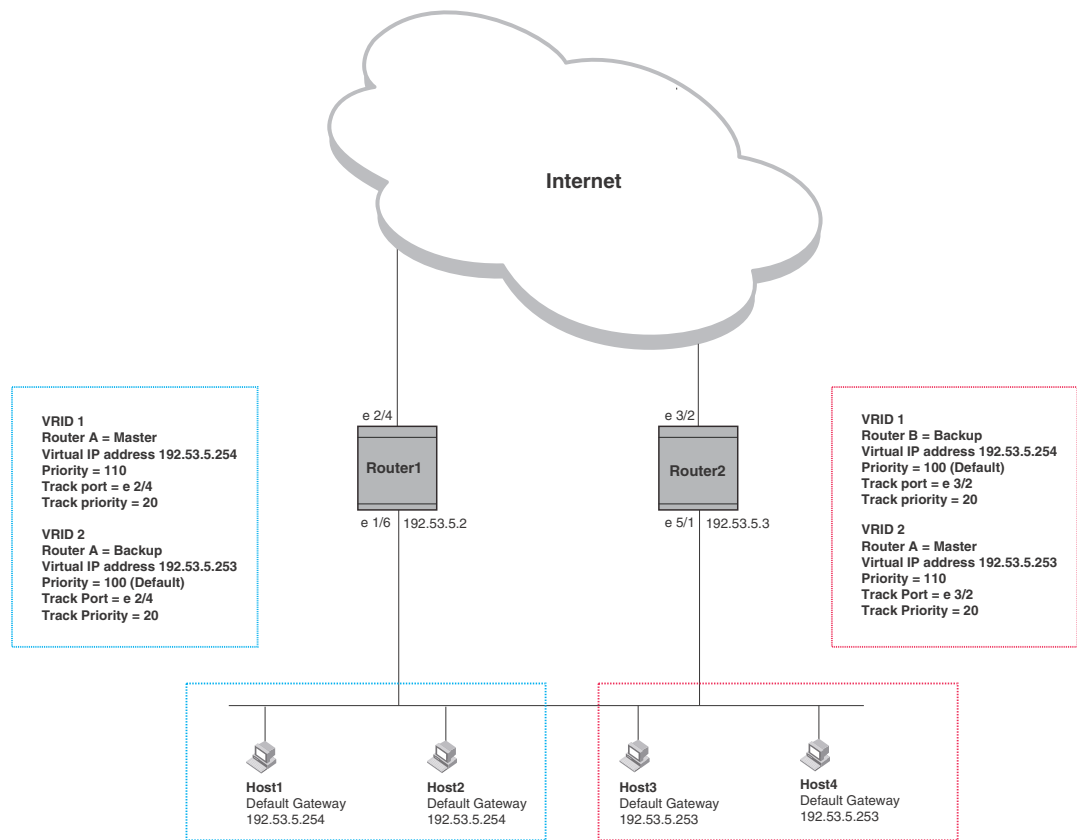 Internet
VRID 1
Router A = Master
Virtual IP address 192.53.5.254
Priority = 110
Track port = e 2/4
Track priority = 20
VRID 2
Router A = Backup
Virtual IP address 192.53.5.253
Priority = 100 (Default)
Track Port = e 2/4
Track Priority = 20
e 2/4
Router1
e 1/6
192.53.5.2
e 3/2
Router2
e 5/1
192.53.5.3
VRID 1
Router B = Backup
Virtual IP address 192.53.5.254
Priority = 100 (Default)
Track port = e 3/2
Track priority = 20
VRID 2
Router A = Master
Virtual IP address 192.53.5.253
Priority = 110
Track Port = e 3/2
Track Priority = 20
Host1
Default Gateway
192.53.5.254
Host2
Default Gateway
192.53.5.254
Host3
Default Gateway
192.53.5.253
Host4
Default Gateway
192.53.5.253